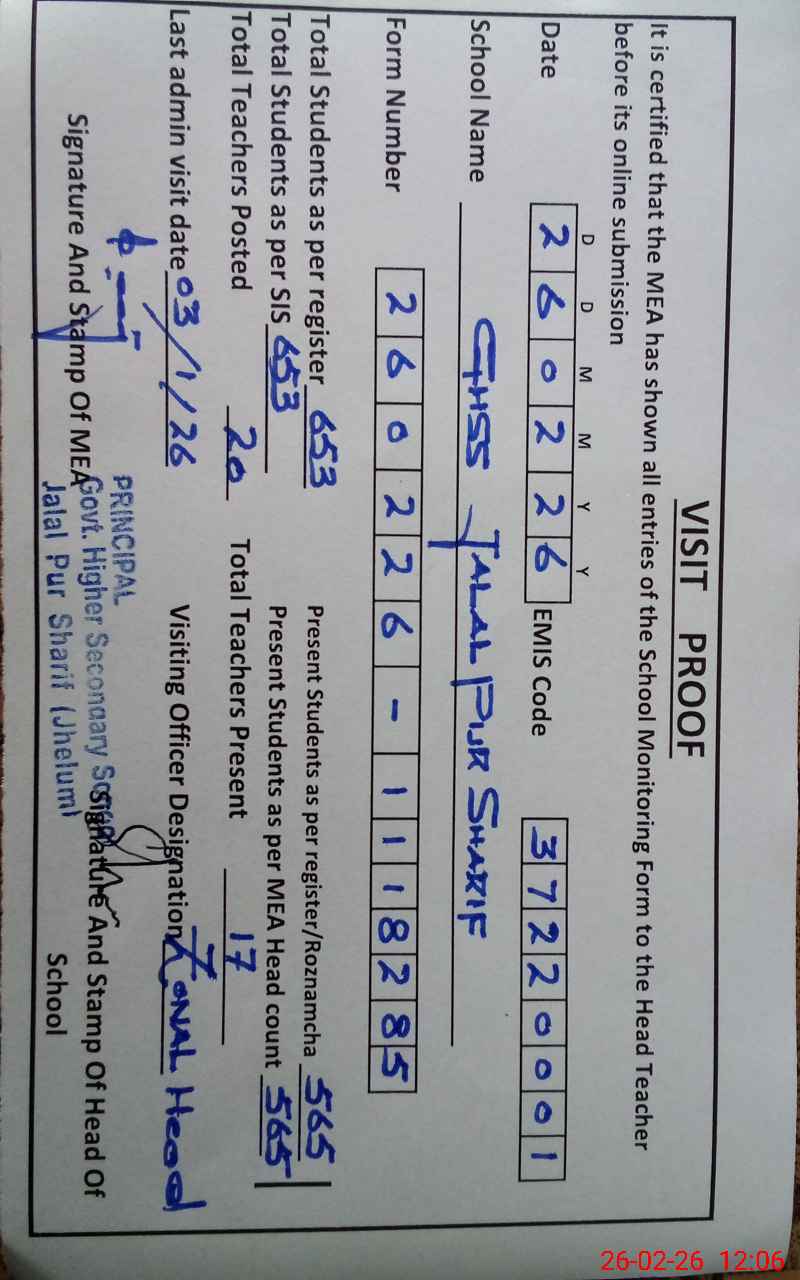 VISIT PROOF
It is certified that the MEA has shown all entries of the School Monitoring Form to the Head Teacher
before its online submission
D D M M Y Y
Date 2 6 0 2 2 6 EMIS Code 3 7 2 2 0 0 0 1
School Name GHSS JALAL PUR SHARIF
Form Number 2 6 0 2 2 6 - 1 1 1 8 2 8 5
Total Students as per register 653 Present Students as per register/Roznamcha 565
Total Students as per SIS 653 Present Students as per MEA Head count 565
Total Teachers Posted 20 Total Teachers Present 17
Last admin visit date 03/1/26 Visiting Officer Designation Zonal Head
Signature And Stamp Of MEA Signature And Stamp Of Head Of
School
PRINCIPAL
Govt. Higher Secondary School
Jalal Pur Sharif (Jhelum)
26-02-26 12:06